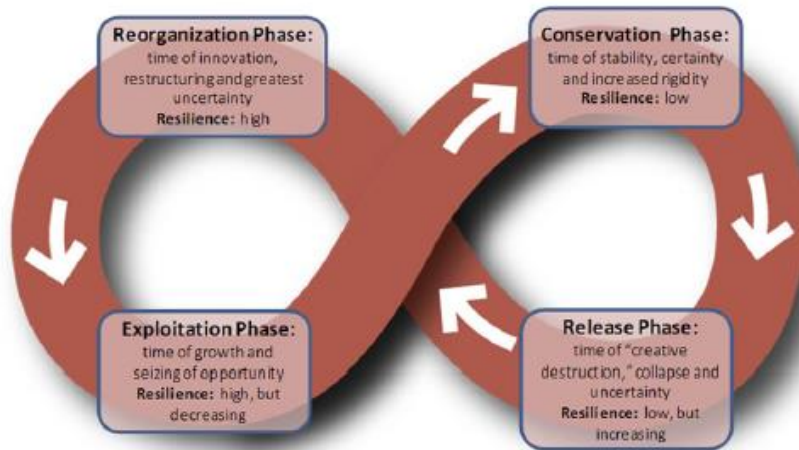 Reorganization Phase:
time of innovation,
restructuring and greatest
uncertainty
Resilience: high
Conservation Phase:
time of stability, certainty
and increased rigidity
Resilience: low
Exploitation Phase:
time of growth and
seizing of opportunity
Resilience: high, but
decreasing
Release Phase:
time of “creative
destruction,” collapse and
uncertainty
Resilience: low, but
increasing